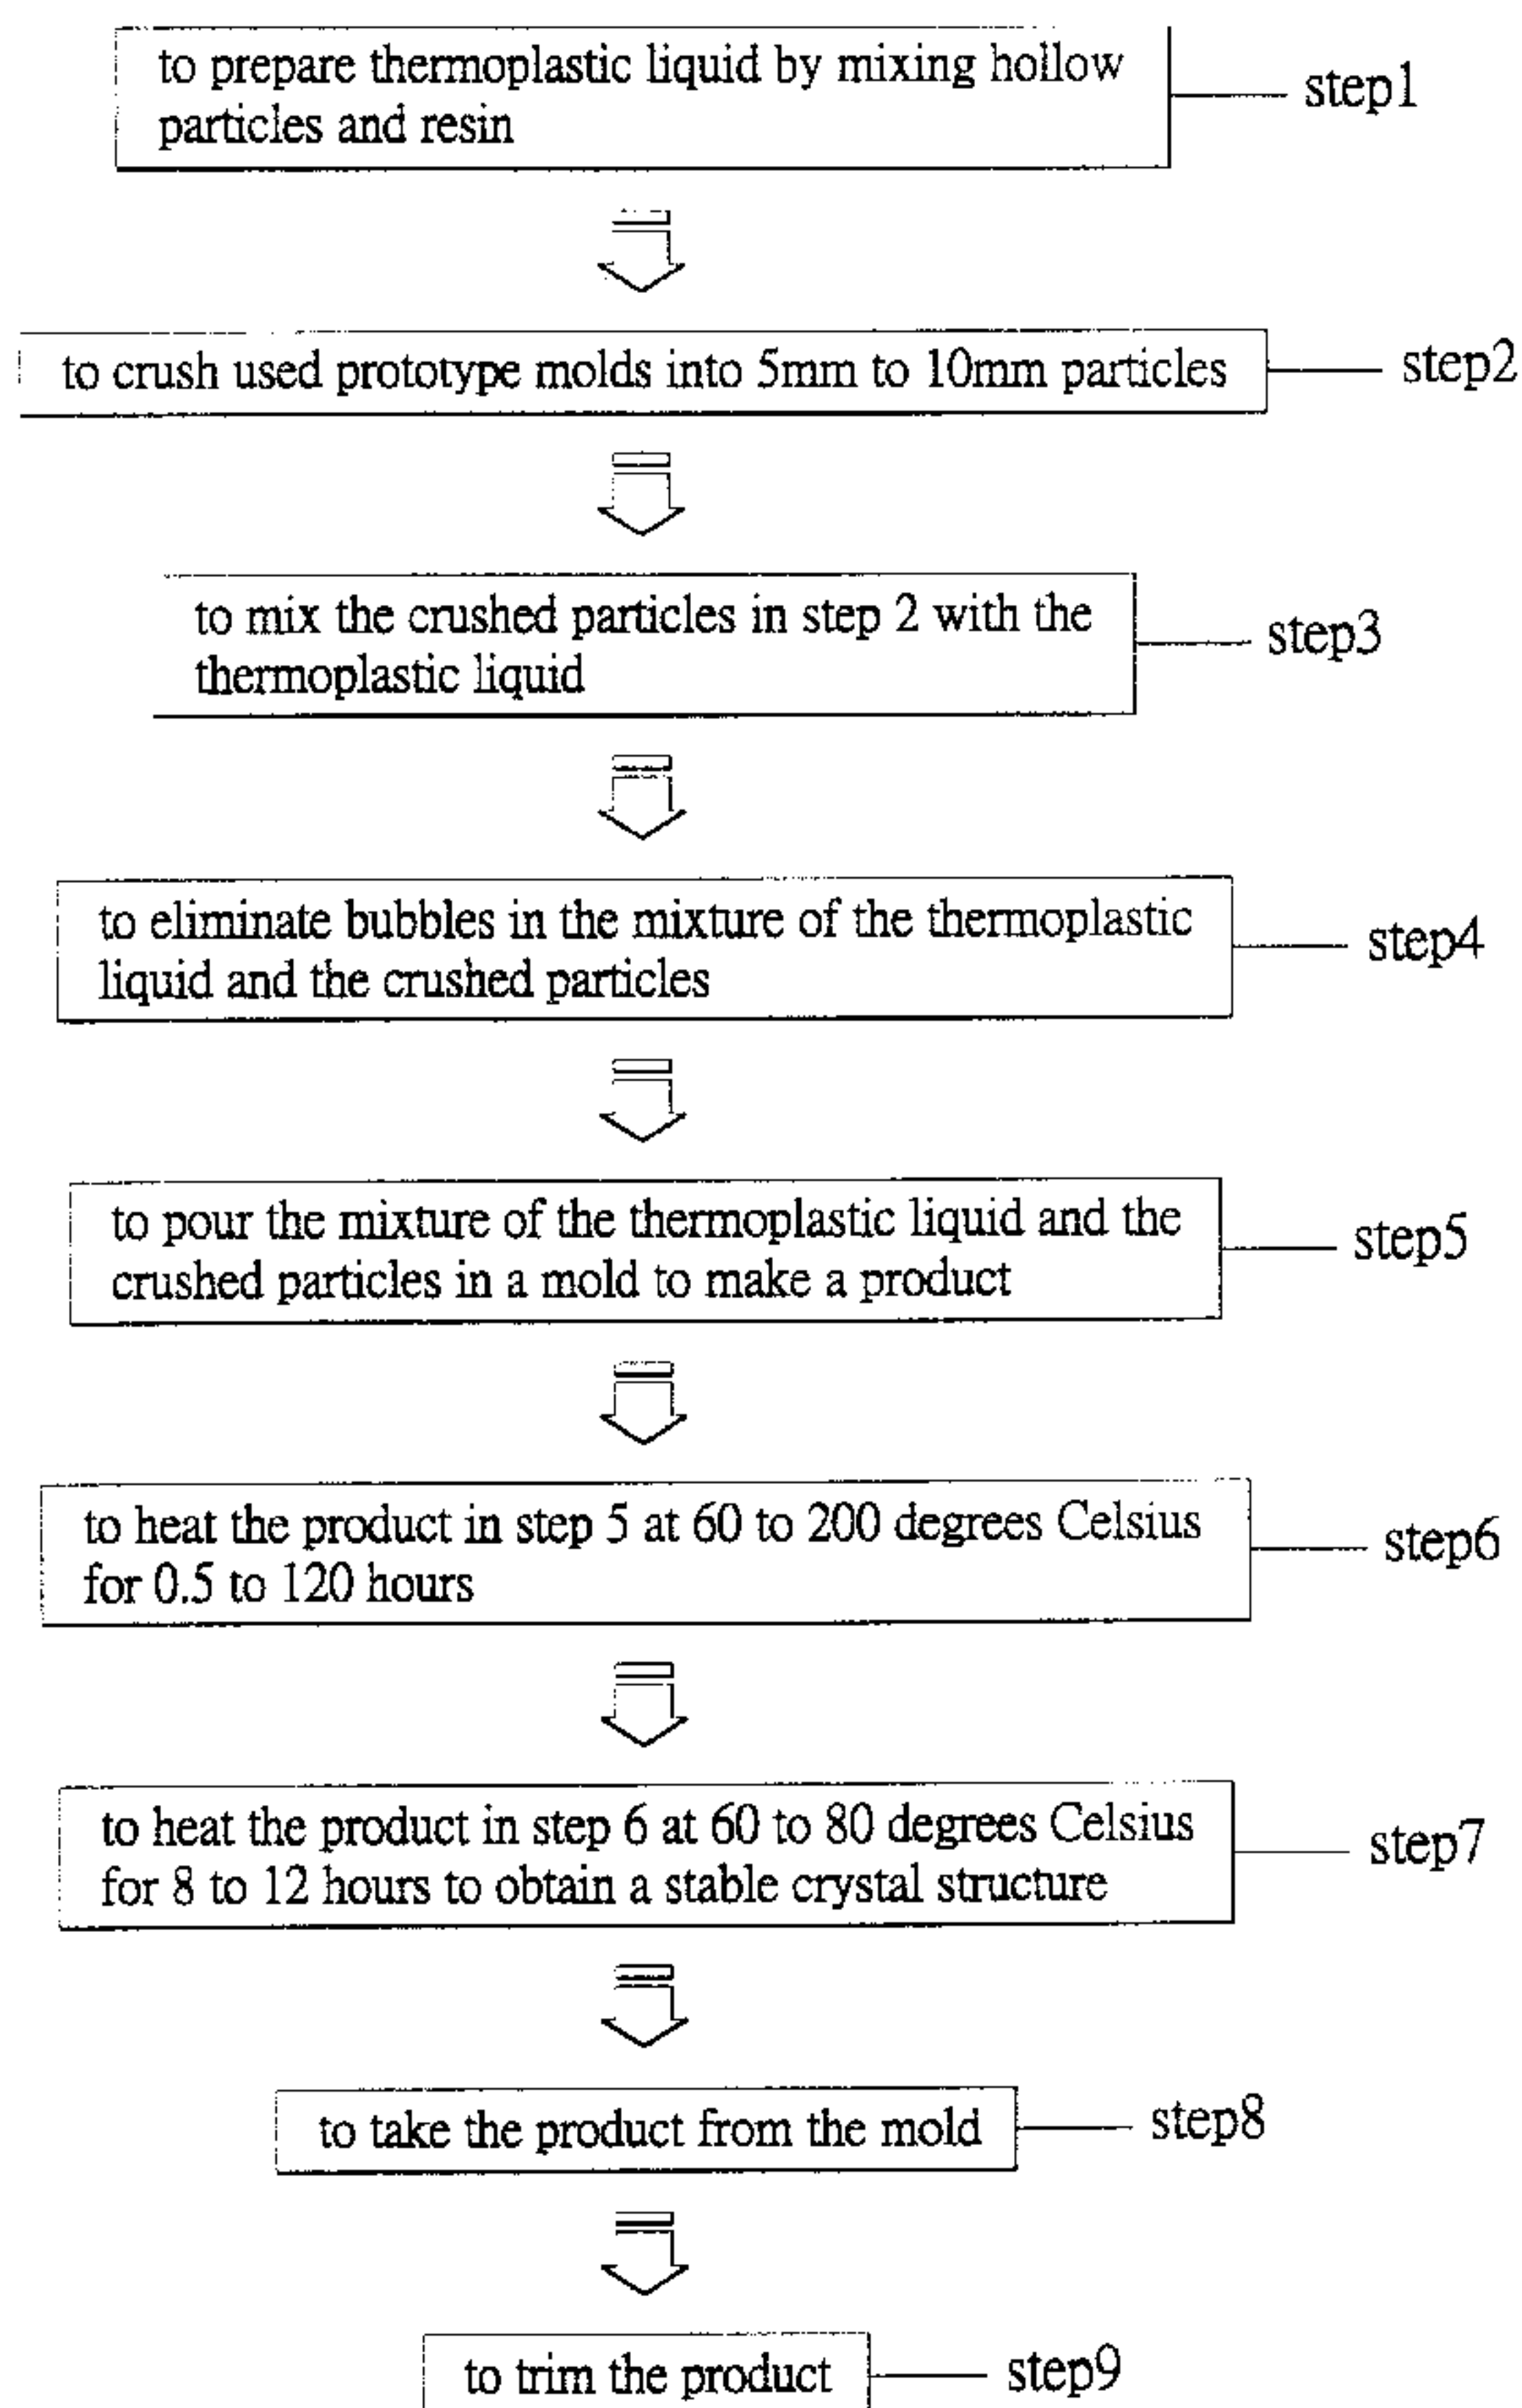 to prepare thermoplastic liquid by mixing hollow
particles and resin
step1
to crush used prototype molds into 5mm to 10mm particles
step2
to mix the crushed particles in step 2 with the
thermoplastic liquid
step3
to eliminate bubbles in the mixture of the thermoplastic
liquid and the crushed particles
step4
to pour the mixture of the thermoplastic liquid and the
crushed particles in a mold to make a product
step5
to heat the product in step 5 at 60 to 200 degrees Celsius
for 0.5 to 120 hours
step6
to heat the product in step 6 at 60 to 80 degrees Celsius
for 8 to 12 hours to obtain a stable crystal structure
step7
to take the product from the mold
step8
to trim the product
step9